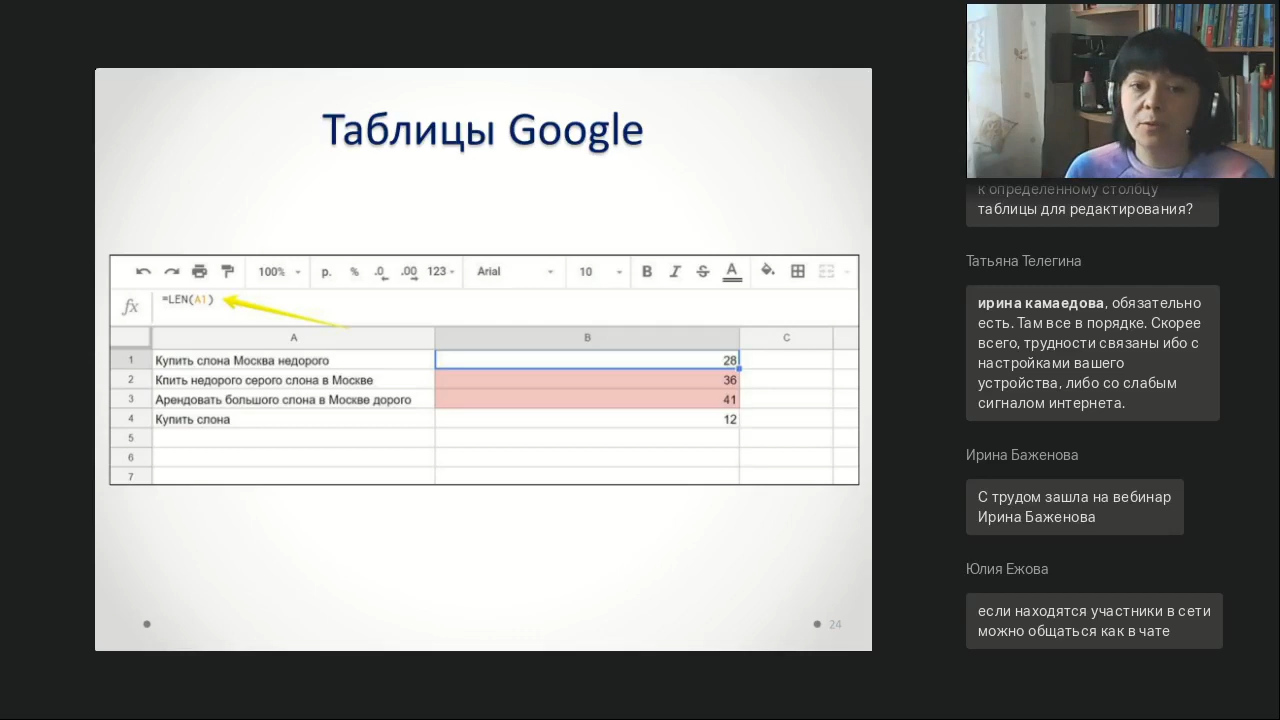 Таблицы Google
100%
р.
%
.0
.00
123
Arial
10
B
I
S
A
fx
=LEN(A1)
A
B
C
1
Купить слона Москва недорого
28
2
Кпить недорого серого слона в Москве
36
3
Арендовать большого слона в Москве дорого
41
4
Купить слона
12
5
6
7
24
к определенному столбцу
таблицы для редактирования?
Татьяна Телегина
ирина камаедова, обязательно
есть. Там все в порядке. Скорее
всего, трудности связаны ибо с
настройками вашего
устройства, либо со слабым
сигналом интернета.
Ирина Баженова
С трудом зашла на вебинар
Ирина Баженова
Юлия Ежова
если находятся участники в сети
можно общаться как в чате